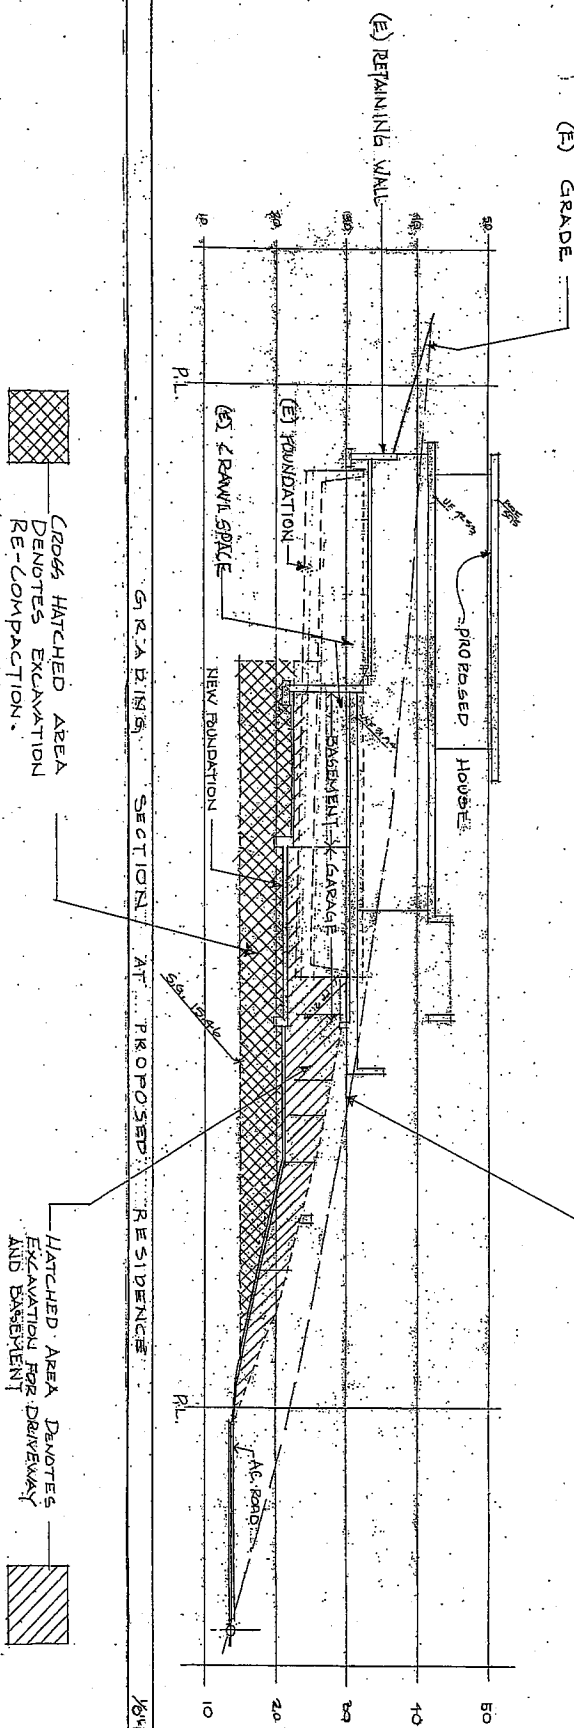 (E) GRADE
(E) RETAINING WALL
50
40
30
20
10
P.L.
(E) FOUNDATION
(E) CRAWL SPACE
PROPOSED HOUSE
BASEMENT
GARAGE
NEW FOUNDATION
S.G. 15.46
P.L.
A.C. ROAD
50
40
30
20
10
GRADING SECTION AT PROPOSED RESIDENCE
CROSS HATCHED AREA
DENOTES EXCAVATION
RE-COMPACTION.
HATCHED AREA DENOTES
EXCAVATION FOR DRIVEWAY
AND BASEMENT